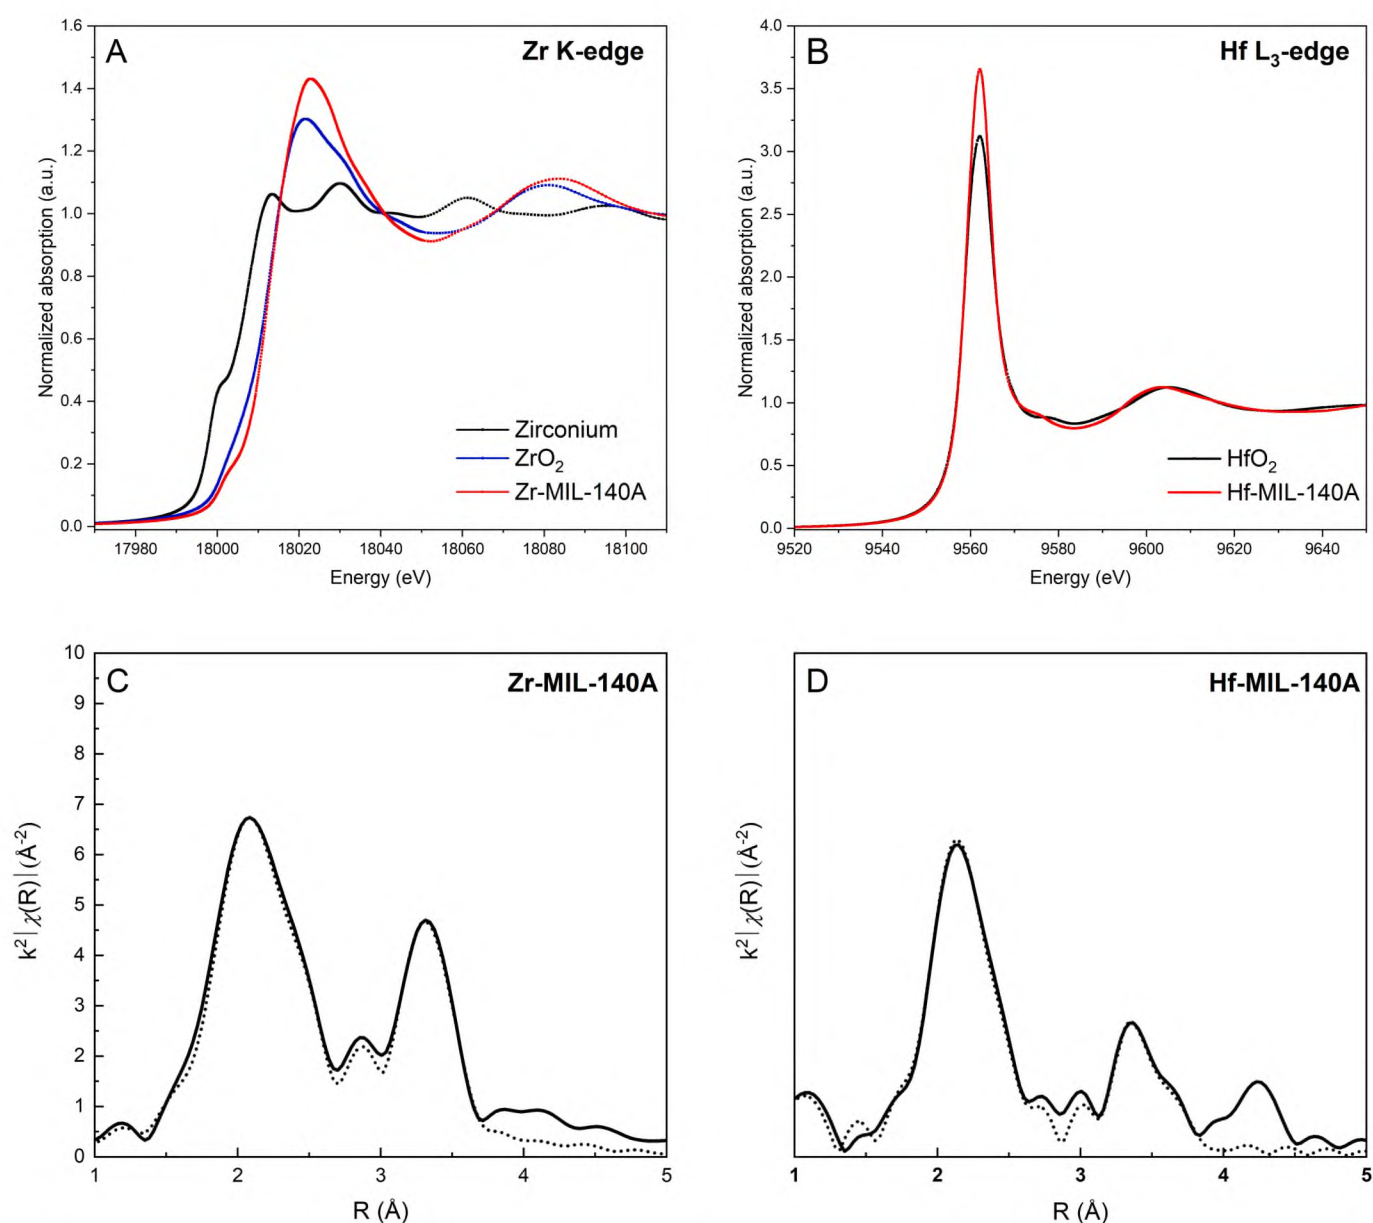 A
Zr K-edge
1.6
1.4
1.2
1.0
0.8
0.6
0.4
0.2
0.0
Normalized absorption (a.u.)
Zirconium
ZrO₂
Zr-MIL-140A
17980 18000 18020 18040 18060 18080 18100
Energy (eV)
B
Hf L₃-edge
4.0
3.5
3.0
2.5
2.0
1.5
1.0
0.5
0.0
Normalized absorption (a.u.)
HfO₂
Hf-MIL-140A
9520 9540 9560 9580 9600 9620 9640
Energy (eV)
C
Zr-MIL-140A
10
9
8
7
6
5
4
3
2
1
0
k²|χ(R)|(Å⁻²)
1 2 3 4 5
R (Å)
D
Hf-MIL-140A
k²|χ(R)|(Å⁻²)
1 2 3 4 5
R (Å)